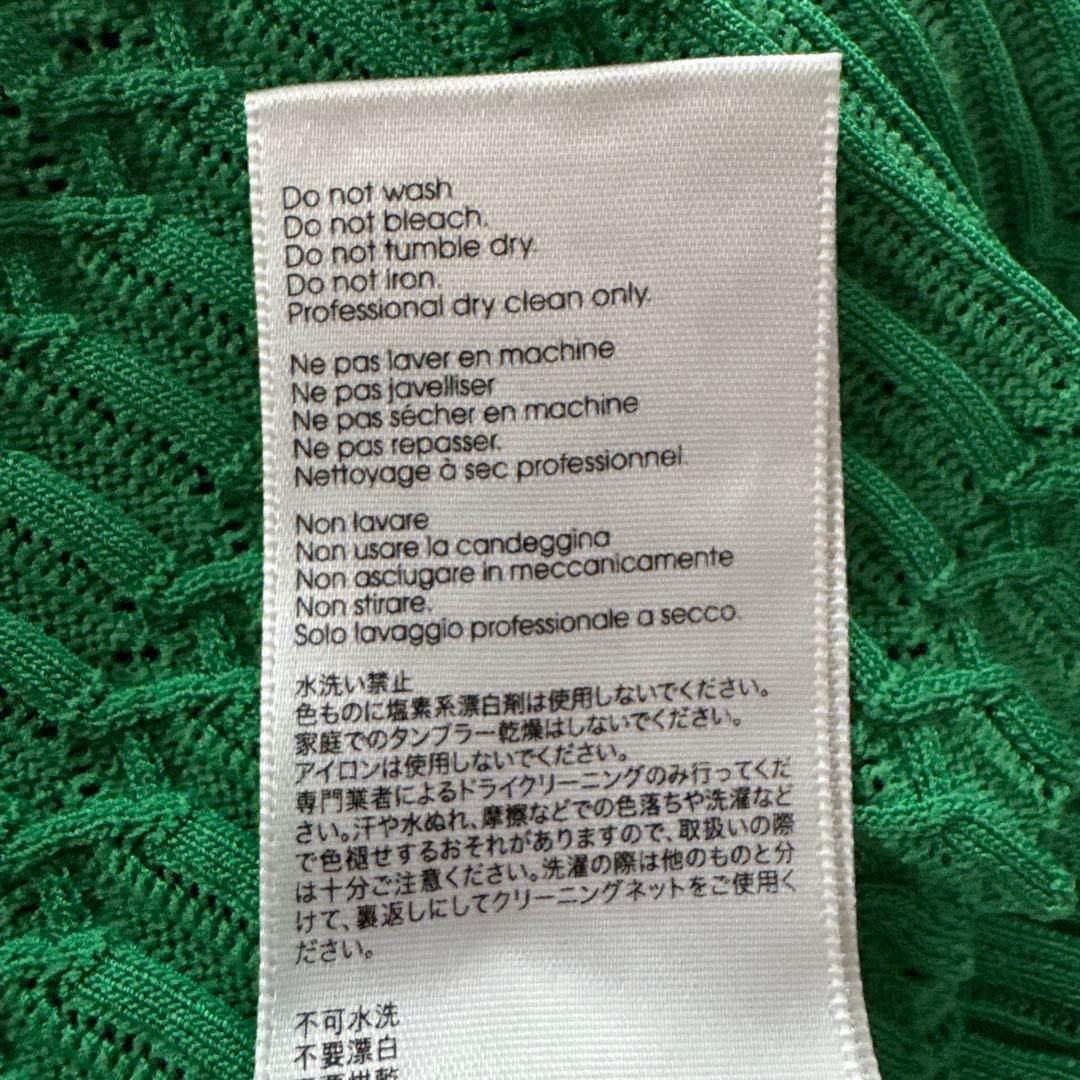 Do not wash
Do not bleach.
Do not tumble dry.
Do not iron.
Professional dry clean only.
Ne pas laver en machine
Ne pas javelliser
Ne pas sécher en machine
Ne pas repasser.
Nettoyage à sec professionnel.
Non lavare
Non usare la candeggina
Non asciugare in meccanicamente
Non stirare.
Solo lavaggio professionale a secco.
水洗い禁止
色ものに塩素系漂白剤は使用しないでください。
家庭でのタンブラー乾燥はしないでください。
アイロンは使用しないでください。
専門業者によるドライクリーニングのみ行ってくだ
さい。汗や水ぬれ、摩擦などでの色落ちや洗濯など
で色褪せするおそれがありますので、取扱いの際
は十分ご注意ください。洗濯の際は他のものと分
けて、裏返しにしてクリーニングネットをご使用く
ださい。
不可水洗
不要漂白